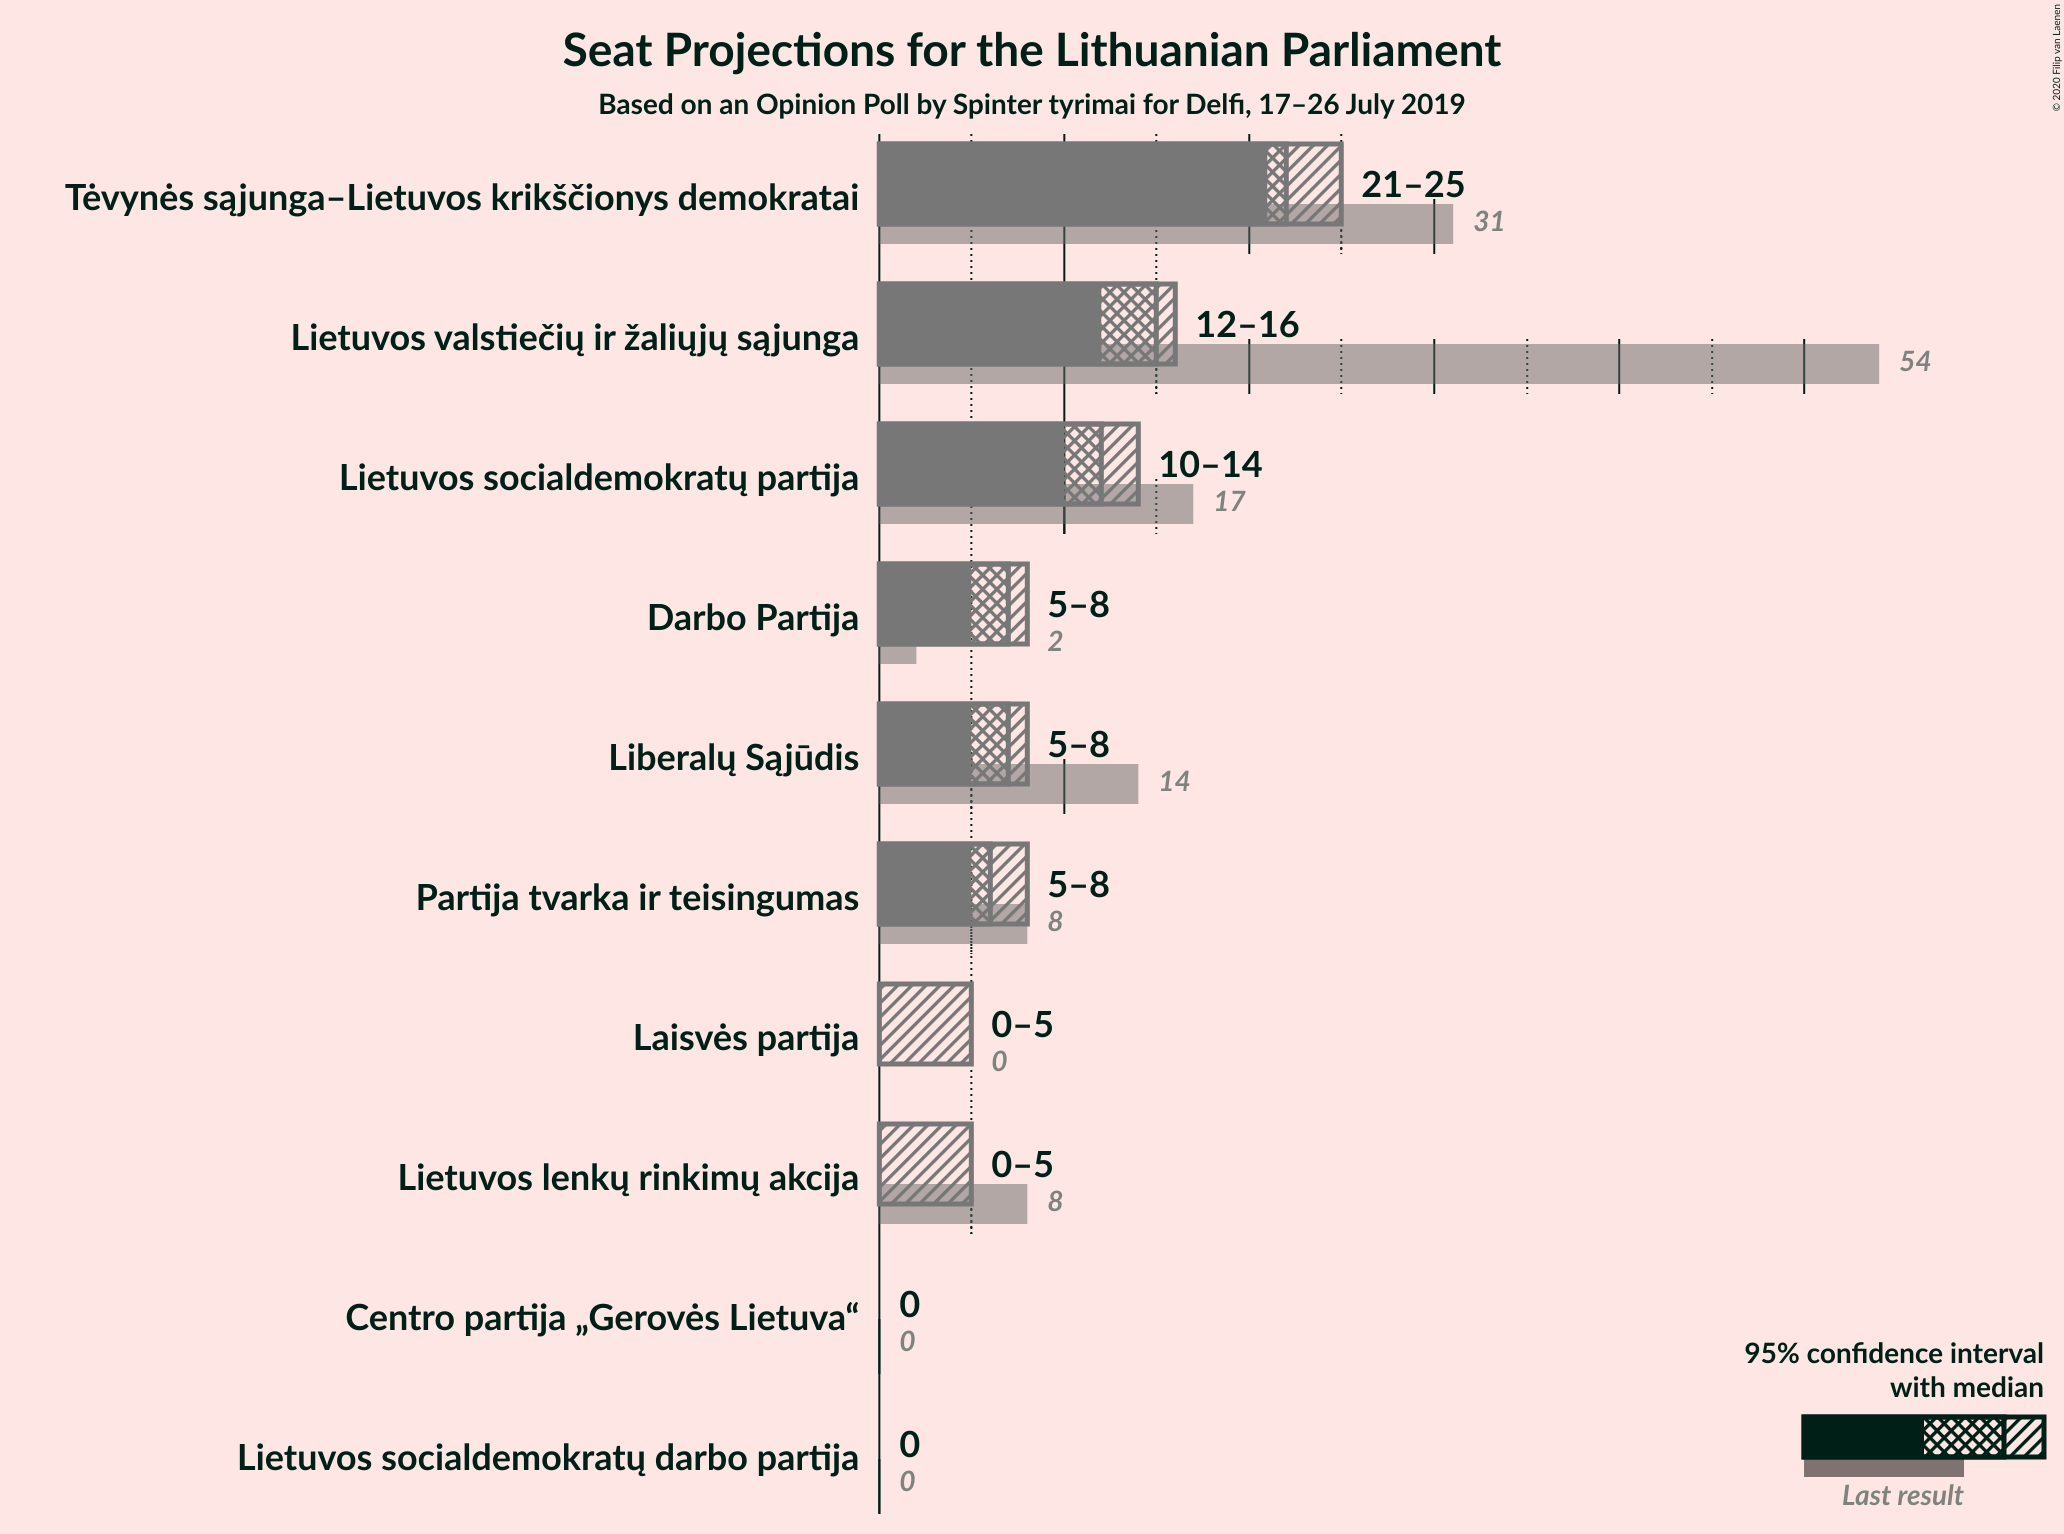 Seat Projections for the Lithuanian Parliament
Based on an Opinion Poll by Spinter tyrimai for Delfi, 17–26 July 2019
© 2020 Filip van Laenen
Tėvynės sąjunga–Lietuvos krikščionys demokratai
21–25
31
Lietuvos valstiečių ir žaliųjų sąjunga
12–16
54
Lietuvos socialdemokratų partija
10–14
17
Darbo Partija
5–8
2
Liberalų Sąjūdis
5–8
14
Partija tvarka ir teisingumas
5–8
8
Laisvės partija
0–5
0
Lietuvos lenkų rinkimų akcija
0–5
8
Centro partija „Gerovės Lietuva“
0
0
Lietuvos socialdemokratų darbo partija
0
0
95% confidence interval
with median
Last result